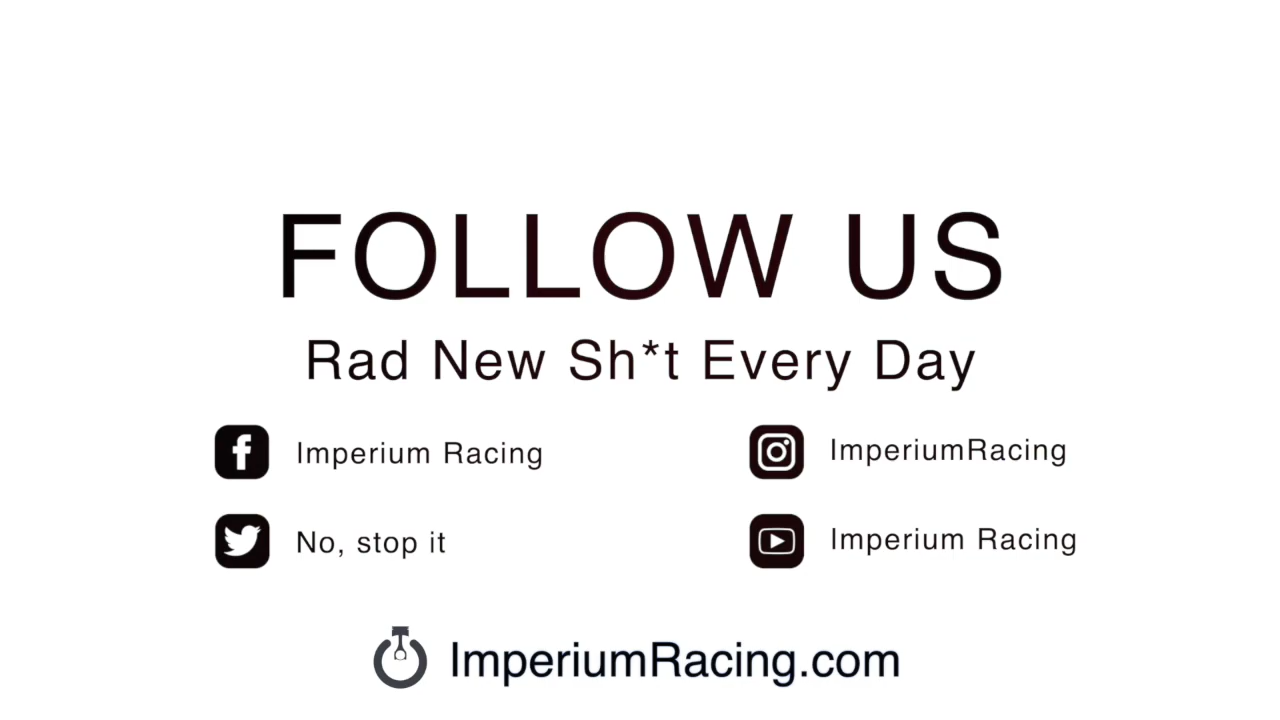 FOLLOW US
Rad New Sh*t Every Day
Imperium Racing
ImperiumRacing
No, stop it
Imperium Racing
ImperiumRacing.com